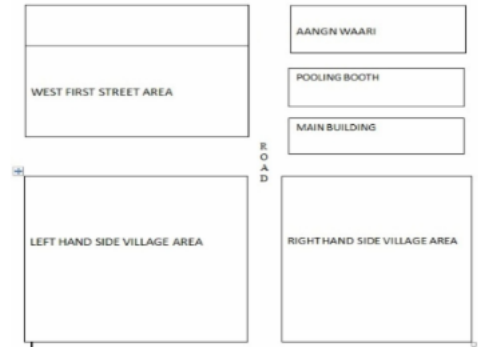 AANGN WAARI
WEST FIRST STREET AREA
POOLING BOOTH
MAIN BUILDING
ROAD
LEFT HAND SIDE VILLAGE AREA
RIGHT HAND SIDE VILLAGE AREA